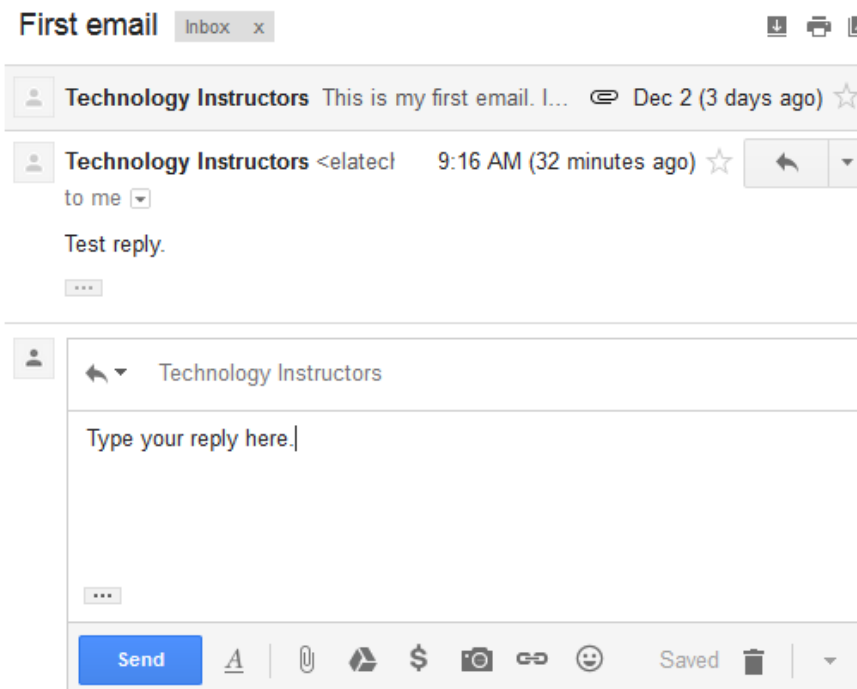 First email Inbox x
Technology Instructors This is my first email. I... Dec 2 (3 days ago)
Technology Instructors <elatech 9:16 AM (32 minutes ago)
to me
Test reply.
...
Technology Instructors
Type your reply here.
...
Send A $ Saved